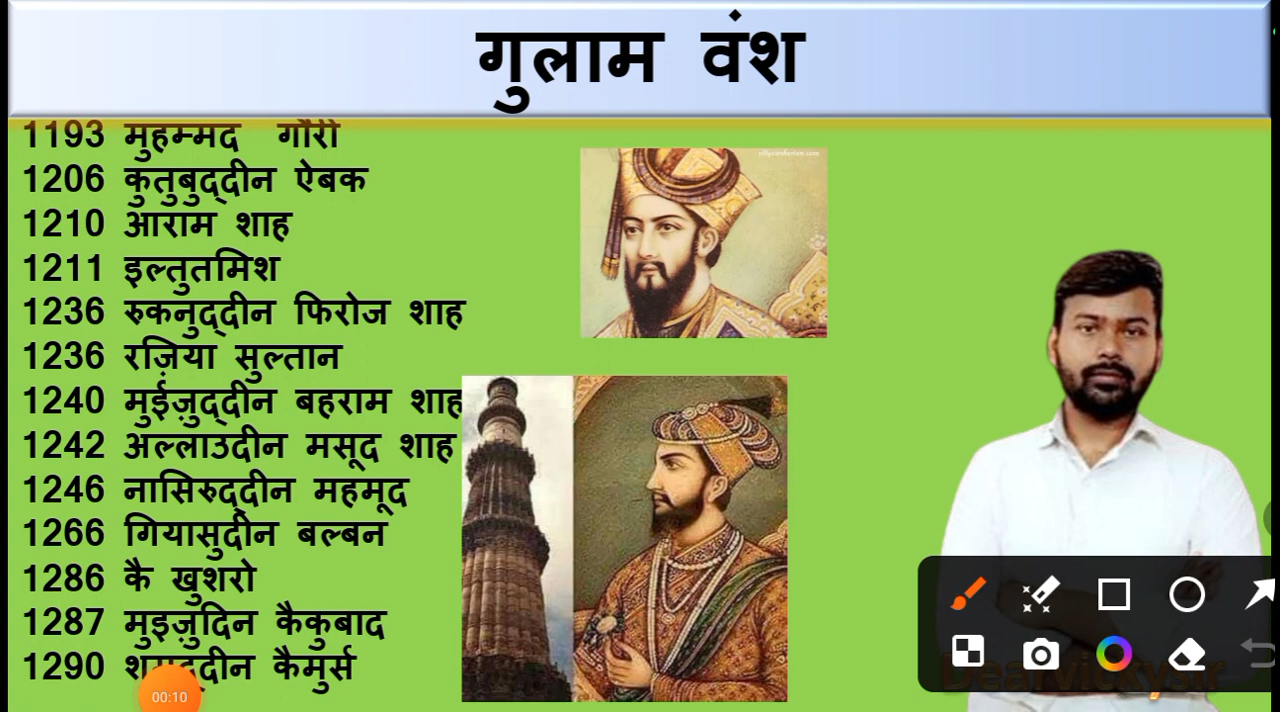 गुलाम वंश
1193 मुहम्मद गौरी
1206 कुतुबुद्दीन ऐबक
1210 आराम शाह
1211 इल्तुतमिश
1236 रुकनुद्दीन फिरोज शाह
1236 रज़िया सुल्तान
1240 मुईज़ुद्दीन बहराम शाह
1242 अल्लाउदीन मसूद शाह
1246 नासिरुद्दीन महमूद
1266 गियासुदीन बल्बन
1286 कै खुशरो
1287 मुइज़ुदिन कैकुबाद
1290 कैमुर्स
00:10